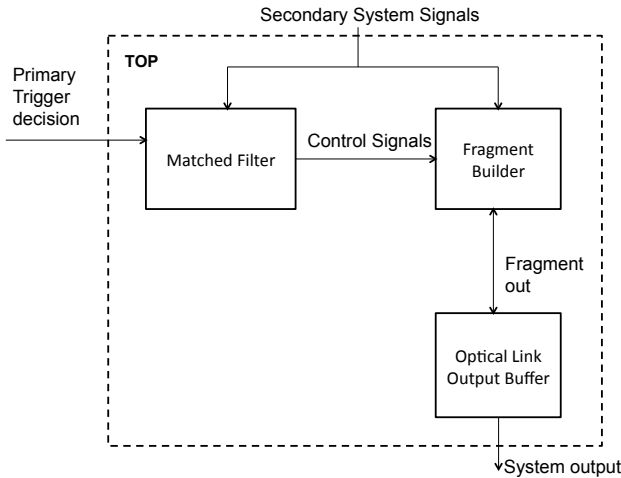 Secondary System Signals
TOP
Primary
Trigger
decision
Matched Filter
Control Signals
Fragment
Builder
Fragment
out
Optical Link
Output Buffer
System output